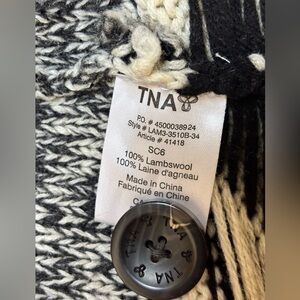 TNA
P.O. # 4500038924
Style # LAM3-3510B-34
Article # 41418
SC6
100% Lambswool
100% Laine d'agneau
Made in China
Fabriqué en Chine
TNA
TNA